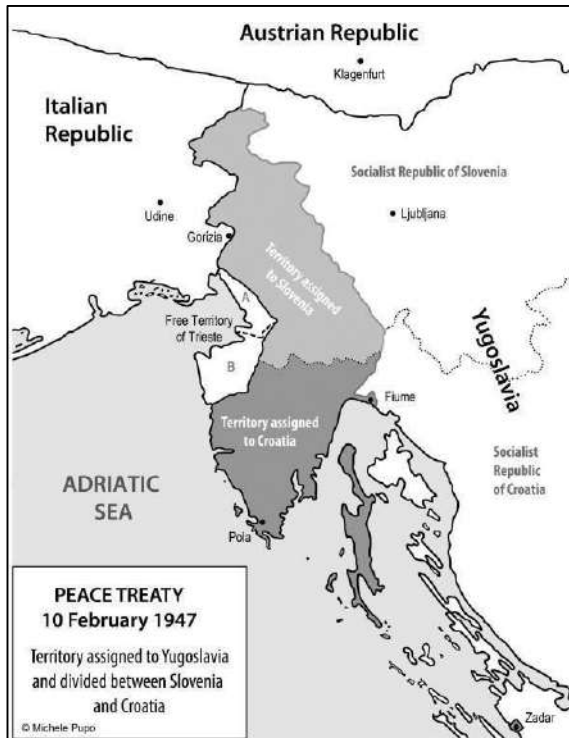 Austrian Republic
Klagenfurt
Italian
Republic
Socialist Republic of Slovenia
Udine
Ljubljana
Gorizia
Territory assigned
to Slovenia
A
Free Territory
of Trieste
B
Yugoslavia
Fiume
Territory assigned
to Croatia
Socialist
Republic
of Croatia
ADRIATIC
SEA
Pola
PEACE TREATY
10 February 1947
Territory assigned to Yugoslavia
and divided between Slovenia
and Croatia
© Michele Pupo
Zadar